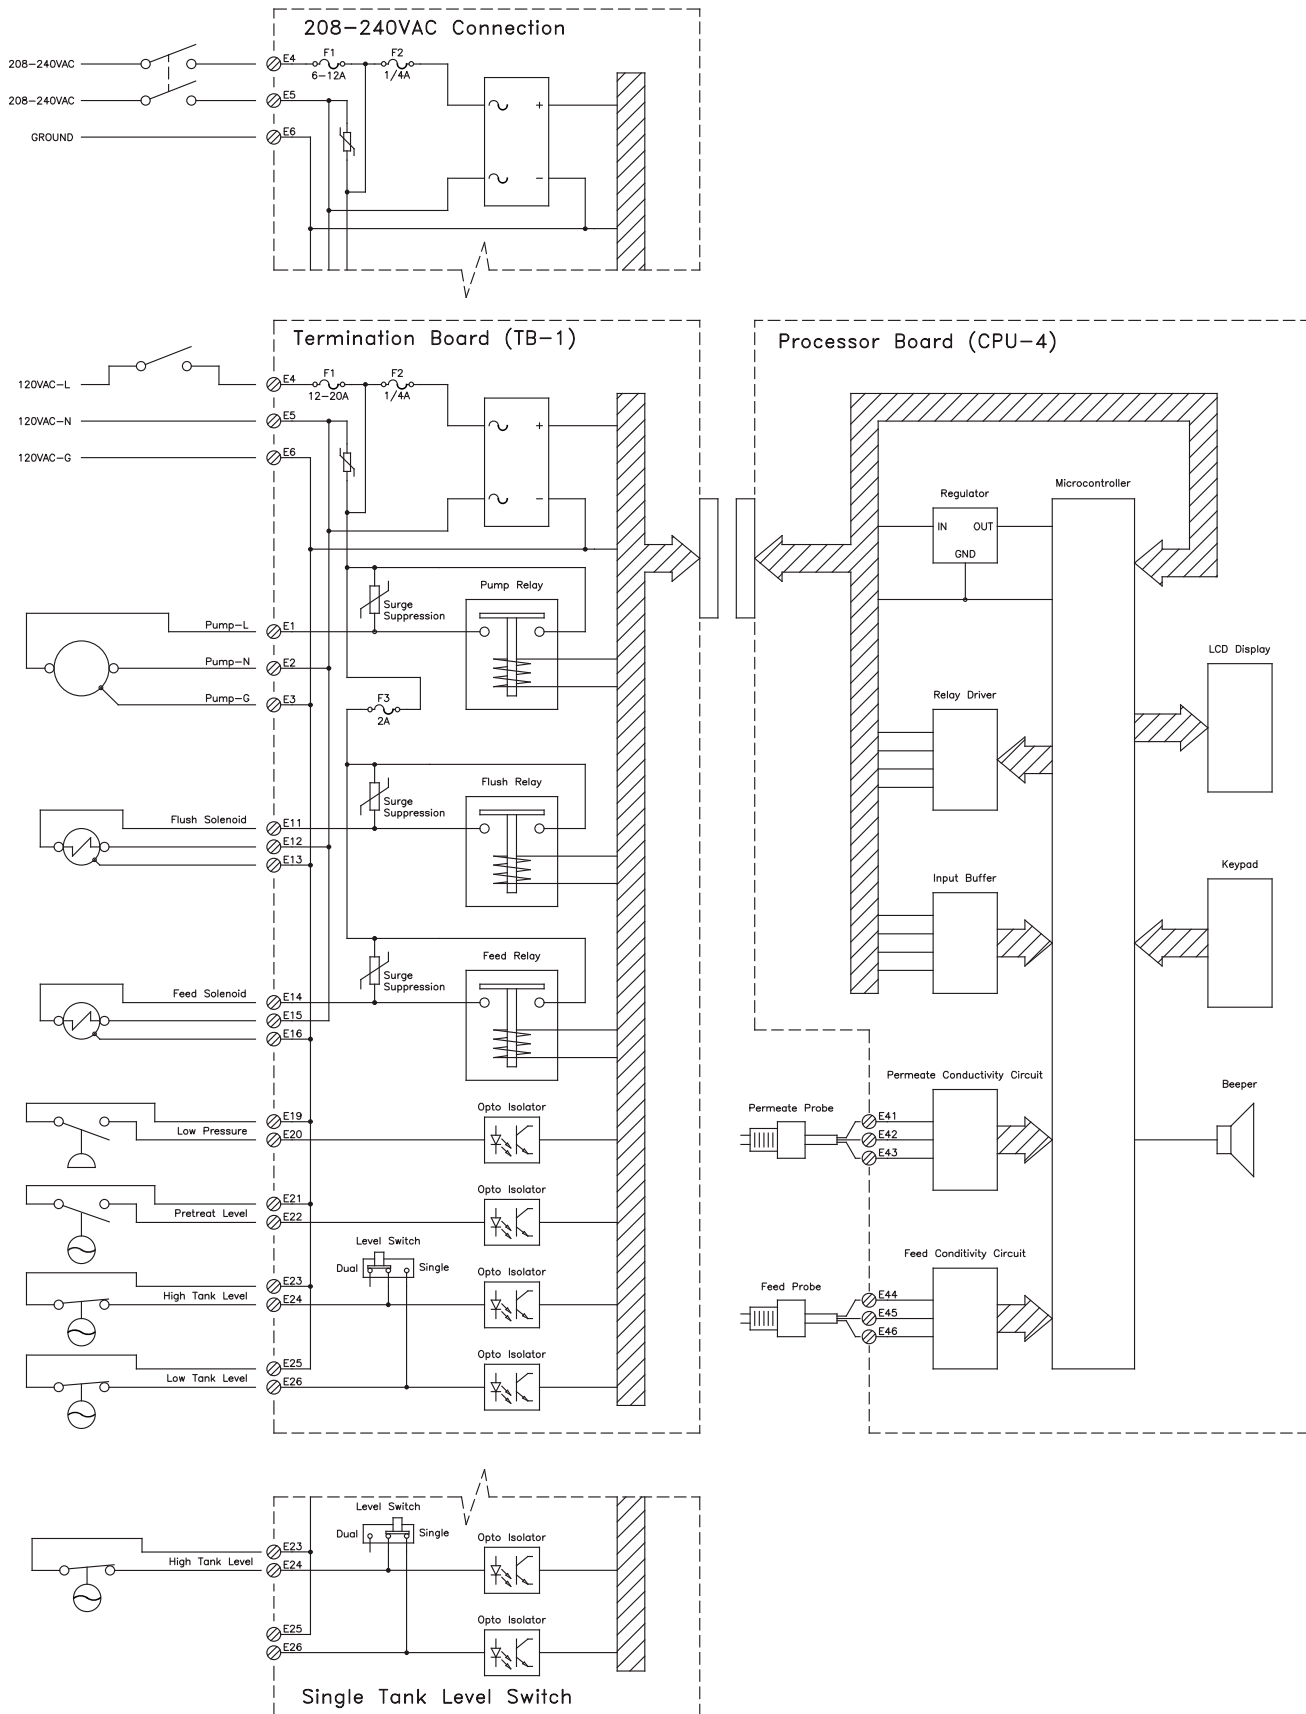 208-240VAC Connection
208-240VAC
E4
F1
6-12A
F2
1/4A
208-240VAC
E5
+
GROUND
E6
-
Termination Board (TB-1)
120VAC-L
E4
F1
12-20A
F2
1/4A
120VAC-N
E5
+
120VAC-G
E6
-
Surge
Suppression
Pump Relay
Pump-L
E1
Pump-N
E2
Pump-G
E3
F3
2A
Flush Relay
Surge
Suppression
Flush Solenoid
E11
E12
E13
Feed Relay
Surge
Suppression
Feed Solenoid
E14
E15
E16
Opto Isolator
E19
Low Pressure
E20
Opto Isolator
E21
Pretreat Level
E22
Level Switch
Dual
Single
Opto Isolator
E23
High Tank Level
E24
Opto Isolator
E25
Low Tank Level
E26
Processor Board (CPU-4)
Regulator
IN
OUT
GND
Microcontroller
LCD Display
Relay Driver
Input Buffer
Keypad
Permeate Conductivity Circuit
Permeate Probe
E41
E42
E43
Beeper
Feed Conditivity Circuit
Feed Probe
E44
E45
E46
Level Switch
Dual
Single
Opto Isolator
E23
High Tank Level
E24
Opto Isolator
E25
E26
Single Tank Level Switch